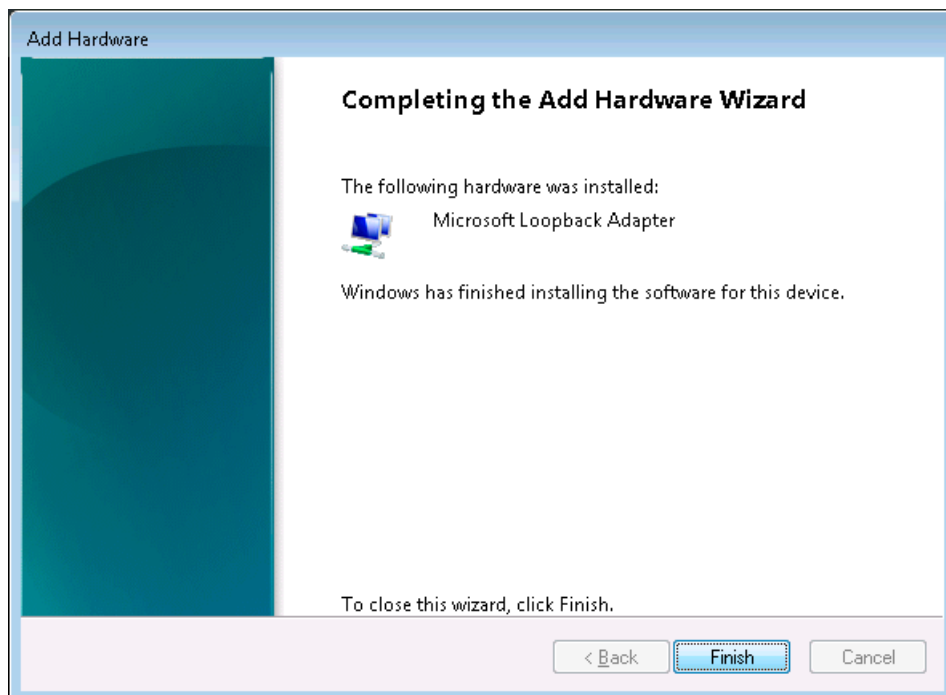 Add Hardware
Completing the Add Hardware Wizard
The following hardware was installed:
Microsoft Loopback Adapter
Windows has finished installing the software for this device.
To close this wizard, click Finish.
< Back
Finish
Cancel